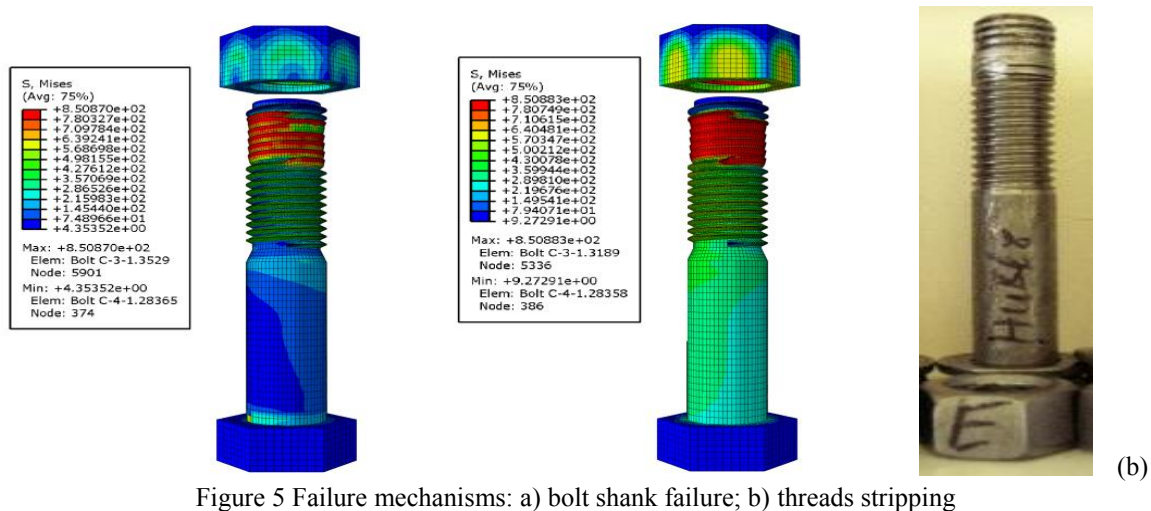 S, Mises
(Avg: 75%)
+8.50870e+02
+7.80327e+02
+7.09784e+02
+6.39241e+02
+5.68698e+02
+4.98155e+02
+4.27612e+02
+3.57069e+02
+2.86526e+02
+2.15983e+02
+1.45440e+02
+7.48966e+01
+4.35352e+00
Max: +8.50870e+02
Elem: Bolt C-3-1.3529
Node: 5901
Min: +4.35352e+00
Elem: Bolt C-4-1.28365
Node: 374
S, Mises
(Avg: 75%)
+8.50883e+02
+7.80749e+02
+7.10615e+02
+6.40481e+02
+5.70347e+02
+5.00212e+02
+4.30078e+02
+3.59944e+02
+2.89810e+02
+2.19676e+02
+1.49541e+02
+7.94071e+01
+9.27291e+00
Max: +8.50883e+02
Elem: Bolt C-3-1.3189
Node: 5336
Min: +9.27291e+00
Elem: Bolt C-4-1.28358
Node: 386
E
(b)
Figure 5 Failure mechanisms: a) bolt shank failure; b) threads stripping